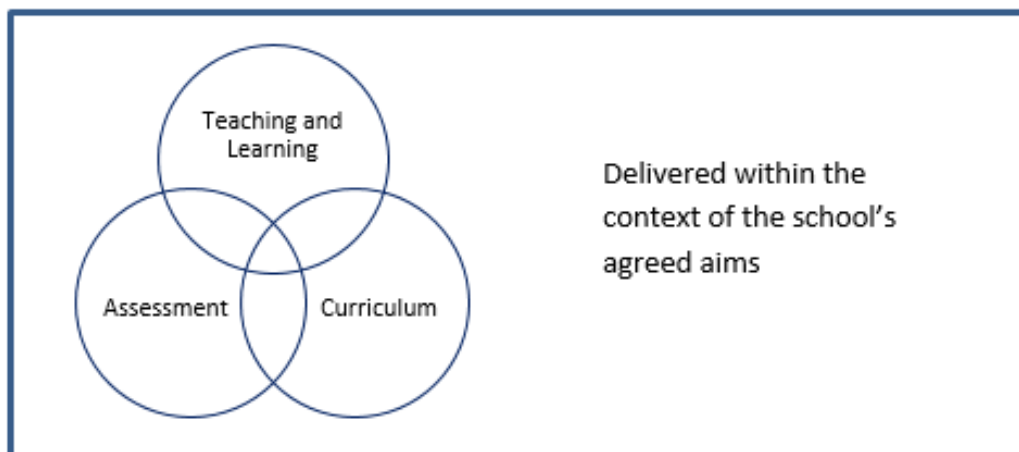 Teaching and
Learning
Assessment
Curriculum
Delivered within the
context of the school’s
agreed aims